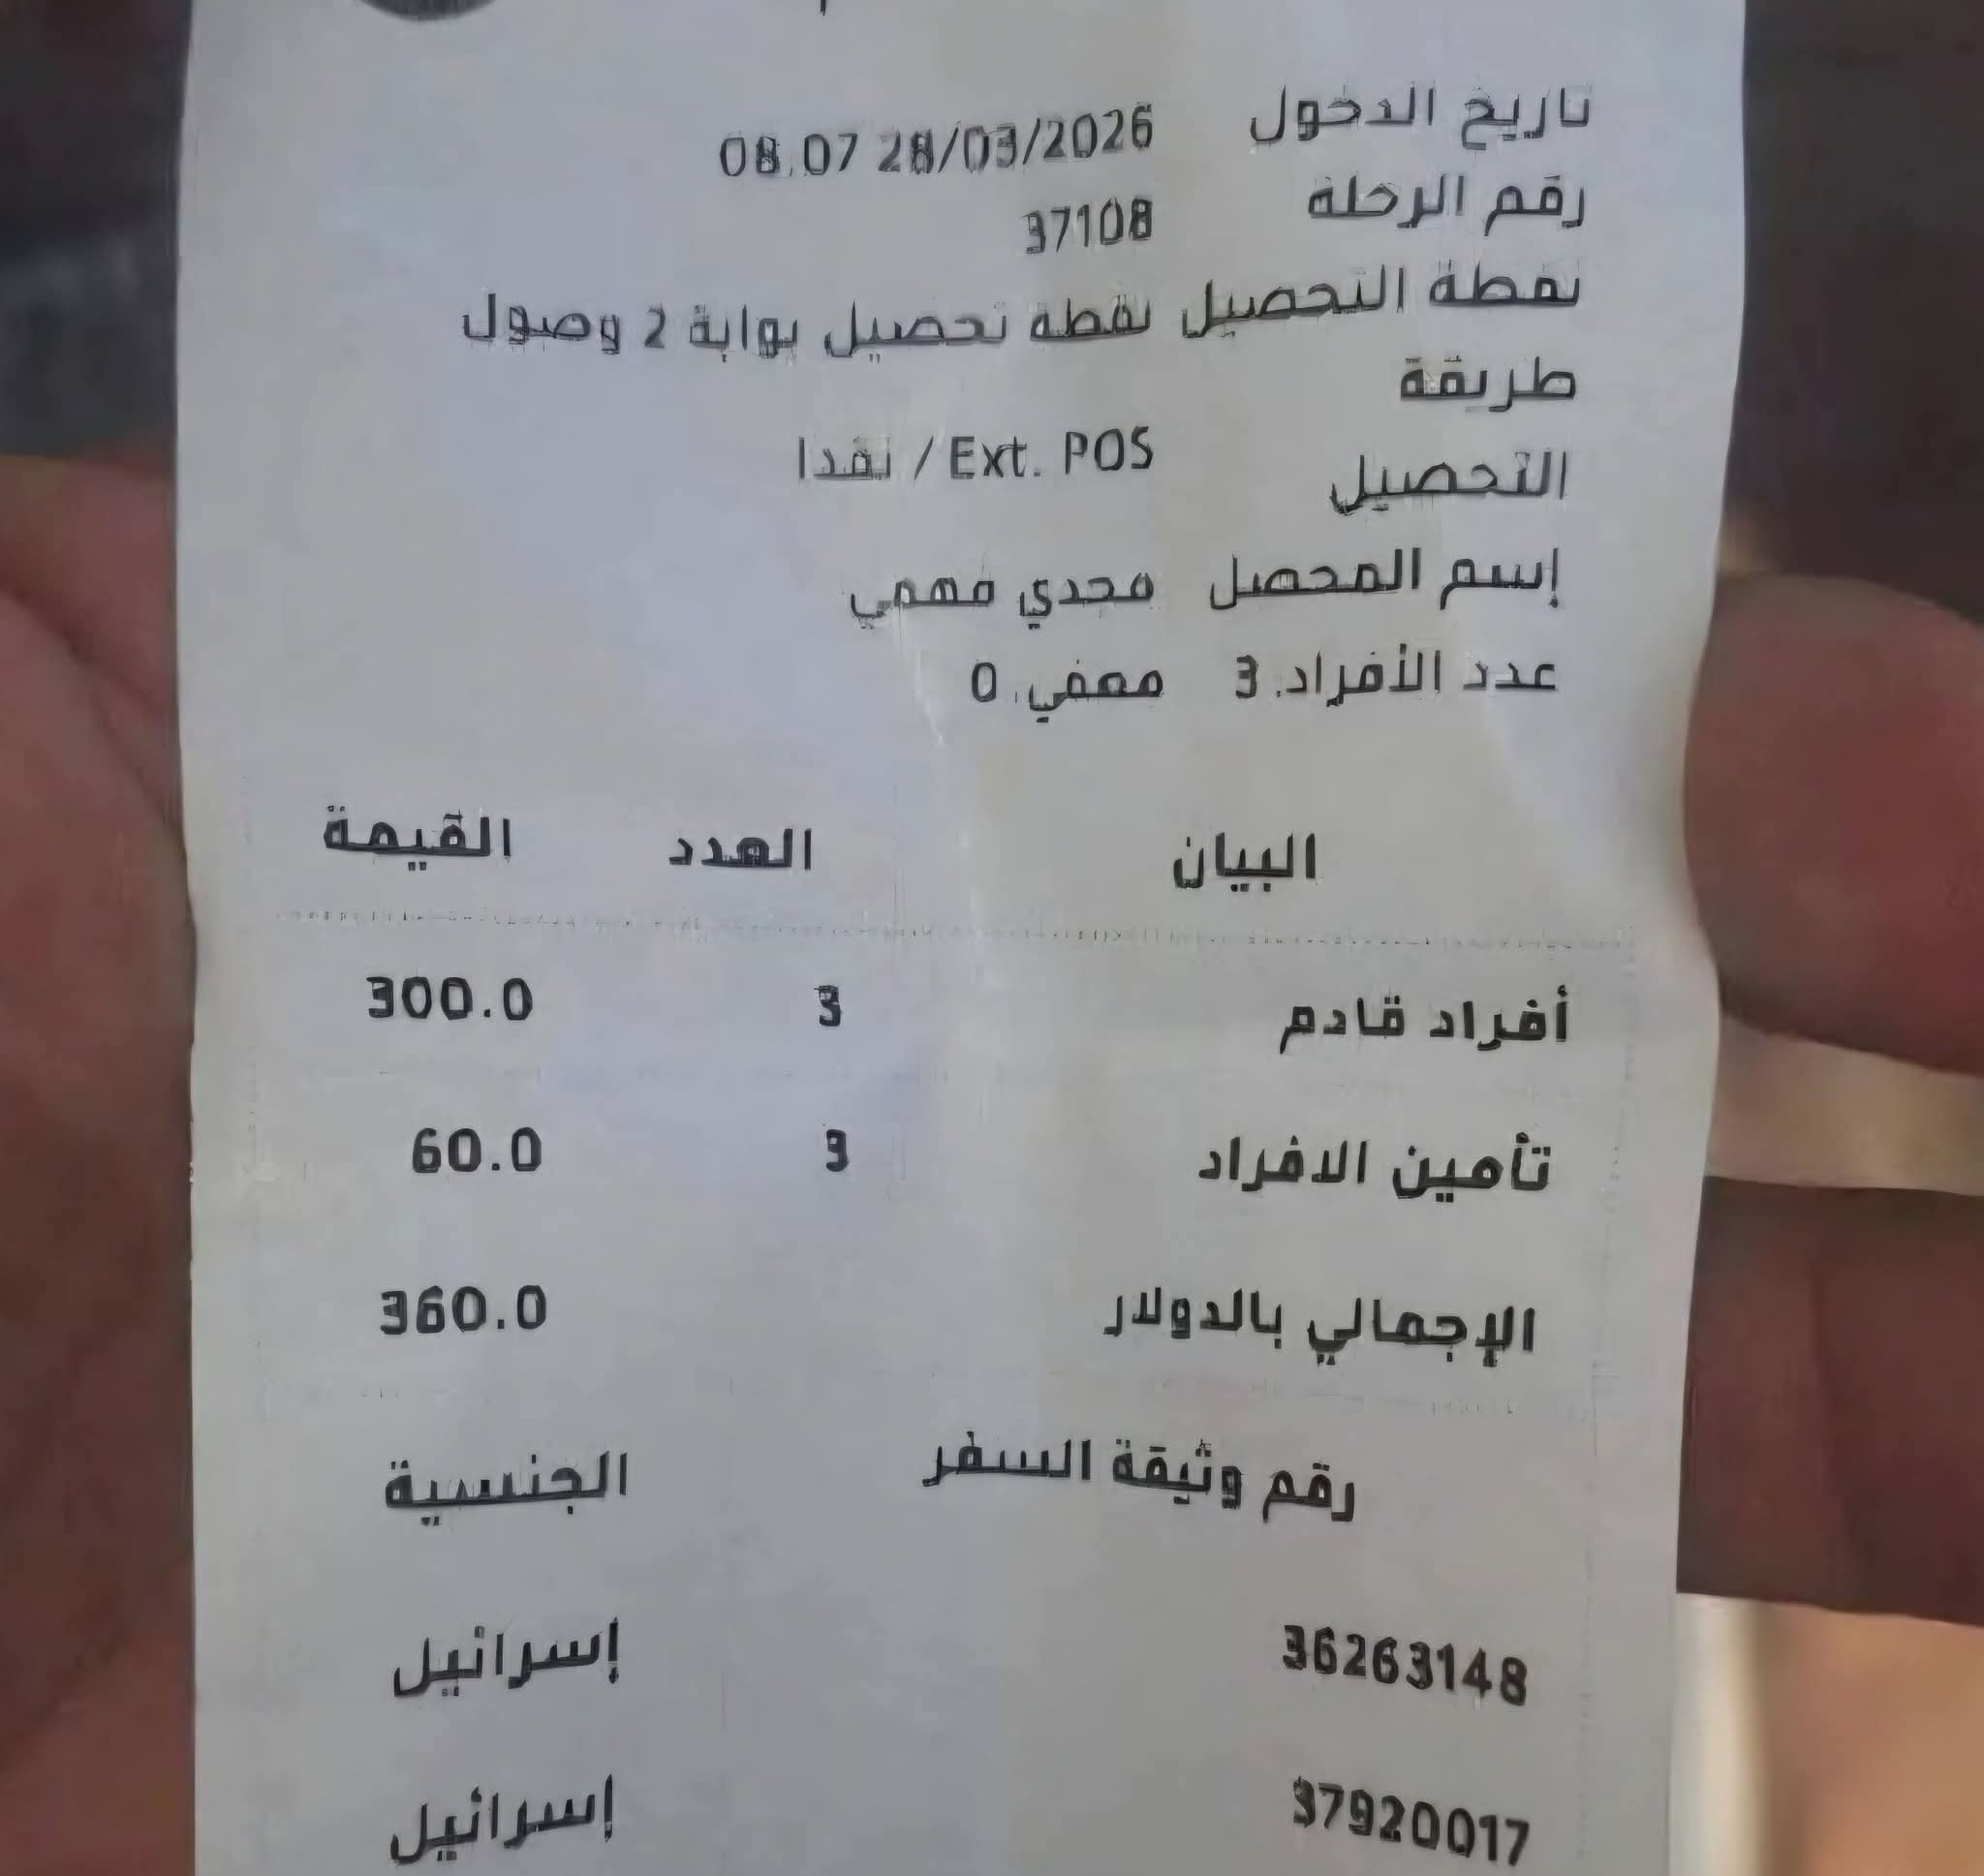 تاريخ الدخول 28/03/2026 08:07
رقم الرحلة 37108
نقطة التحصيل نقطة تحصيل بوابة 2 وصول
طريقة
التحصيل Ext. POS / نقدا
إسم المحصل مجدي فهمي
عدد الأفراد: 3 معفي: 0
البيان العدد القيمة
أفراد قادم 3 300.0
تأمين الافراد 3 60.0
الإجمالي بالدولار 360.0
رقم وثيقة السفر الجنسية
36263148 إسرائيل
37920017 إسرائيل